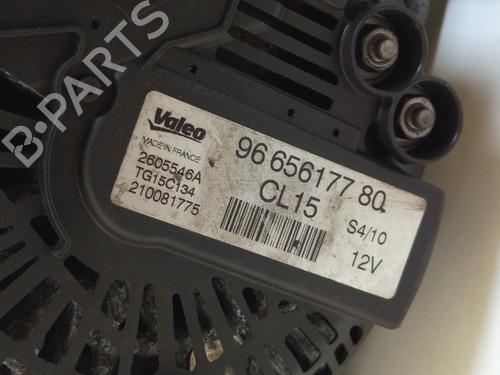 B-PARTS
Valeo
MADE IN FRANCE
2605546A
TG15C134
210081775
96 656177 80
CL15
S4/10
12V